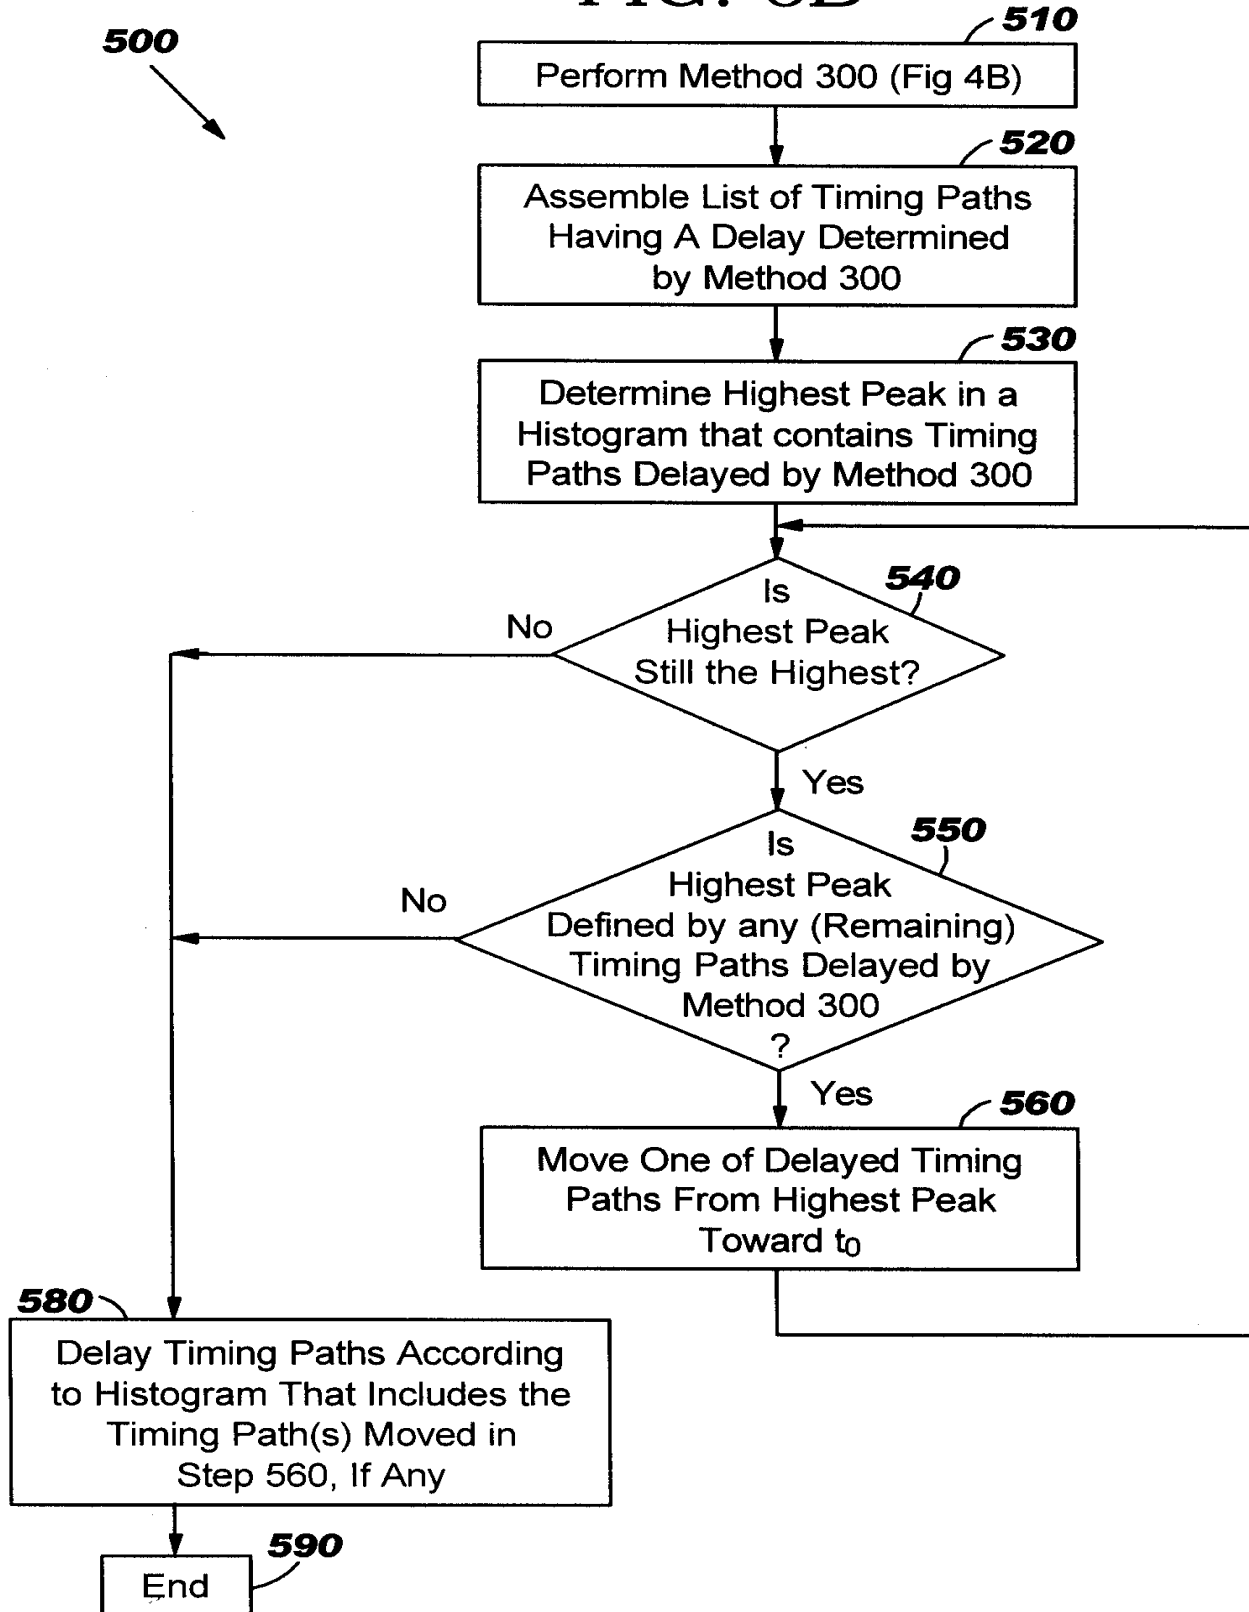 500
510
Perform Method 300 (Fig 4B)
520
Assemble List of Timing Paths
Having A Delay Determined
by Method 300
530
Determine Highest Peak in a
Histogram that contains Timing
Paths Delayed by Method 300
540
Is
Highest Peak
Still the Highest?
No
Yes
550
Is
Highest Peak
Defined by any (Remaining)
Timing Paths Delayed by
Method 300
?
No
Yes
560
Move One of Delayed Timing
Paths From Highest Peak
Toward t0
580
Delay Timing Paths According
to Histogram That Includes the
Timing Path(s) Moved in
Step 560, If Any
590
End